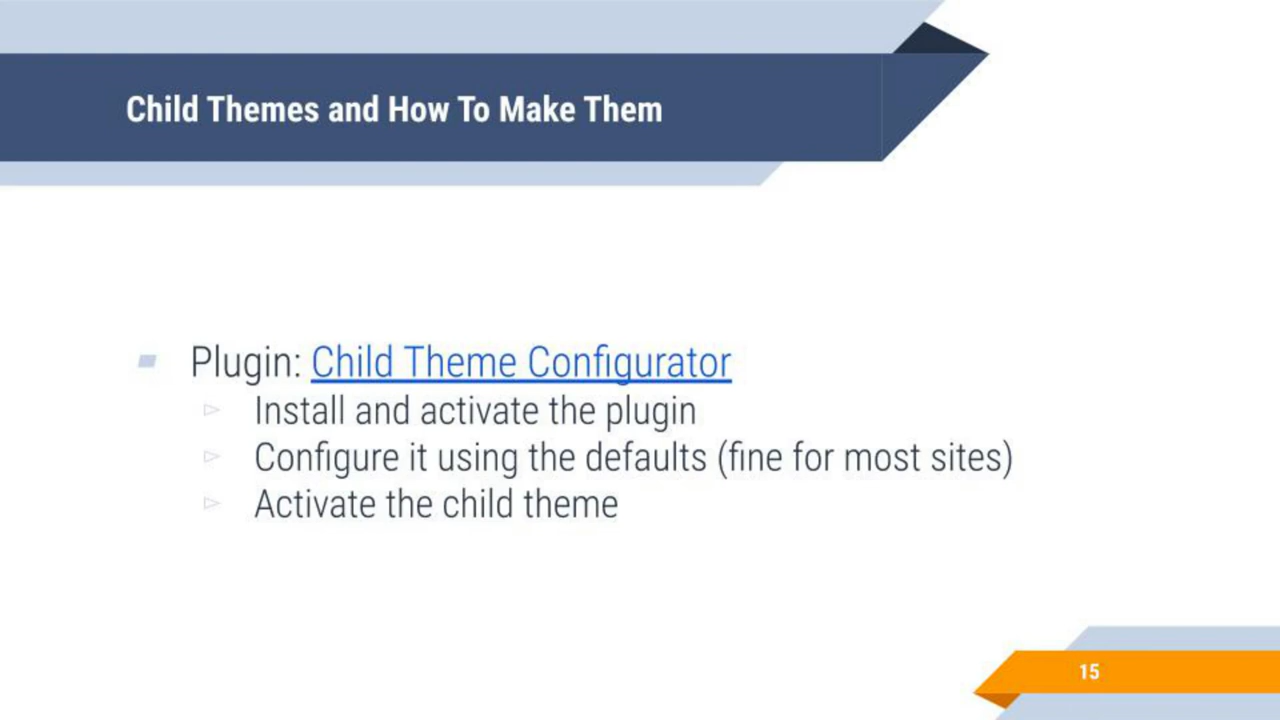 Child Themes and How To Make Them
Plugin: Child Theme Configurator
Install and activate the plugin
Configure it using the defaults (fine for most sites)
Activate the child theme
15